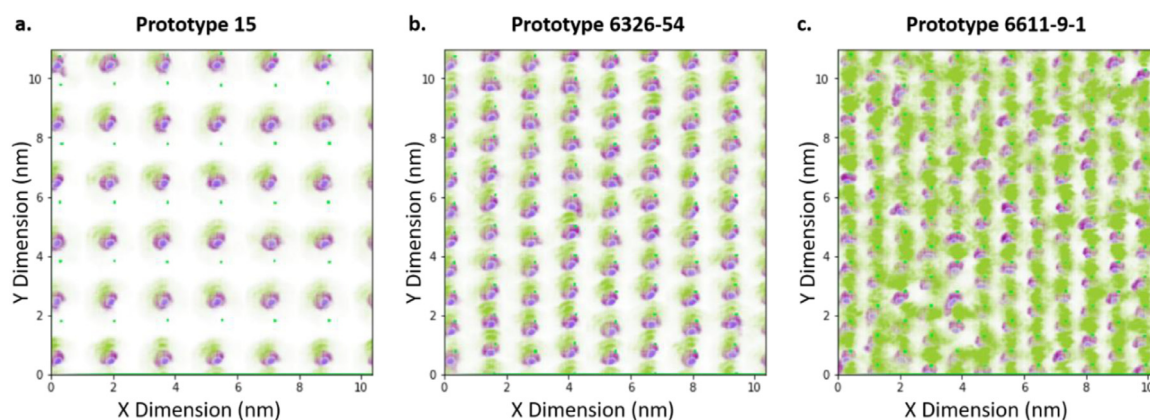 a. Prototype 15
b. Prototype 6326-54
c. Prototype 6611-9-1
Y Dimension (nm)
10
8
6
4
2
0
0 2 4 6 8 10
X Dimension (nm)
Y Dimension (nm)
10
8
6
4
2
0
0 2 4 6 8 10
X Dimension (nm)
Y Dimension (nm)
10
8
6
4
2
0
0 2 4 6 8 10
X Dimension (nm)